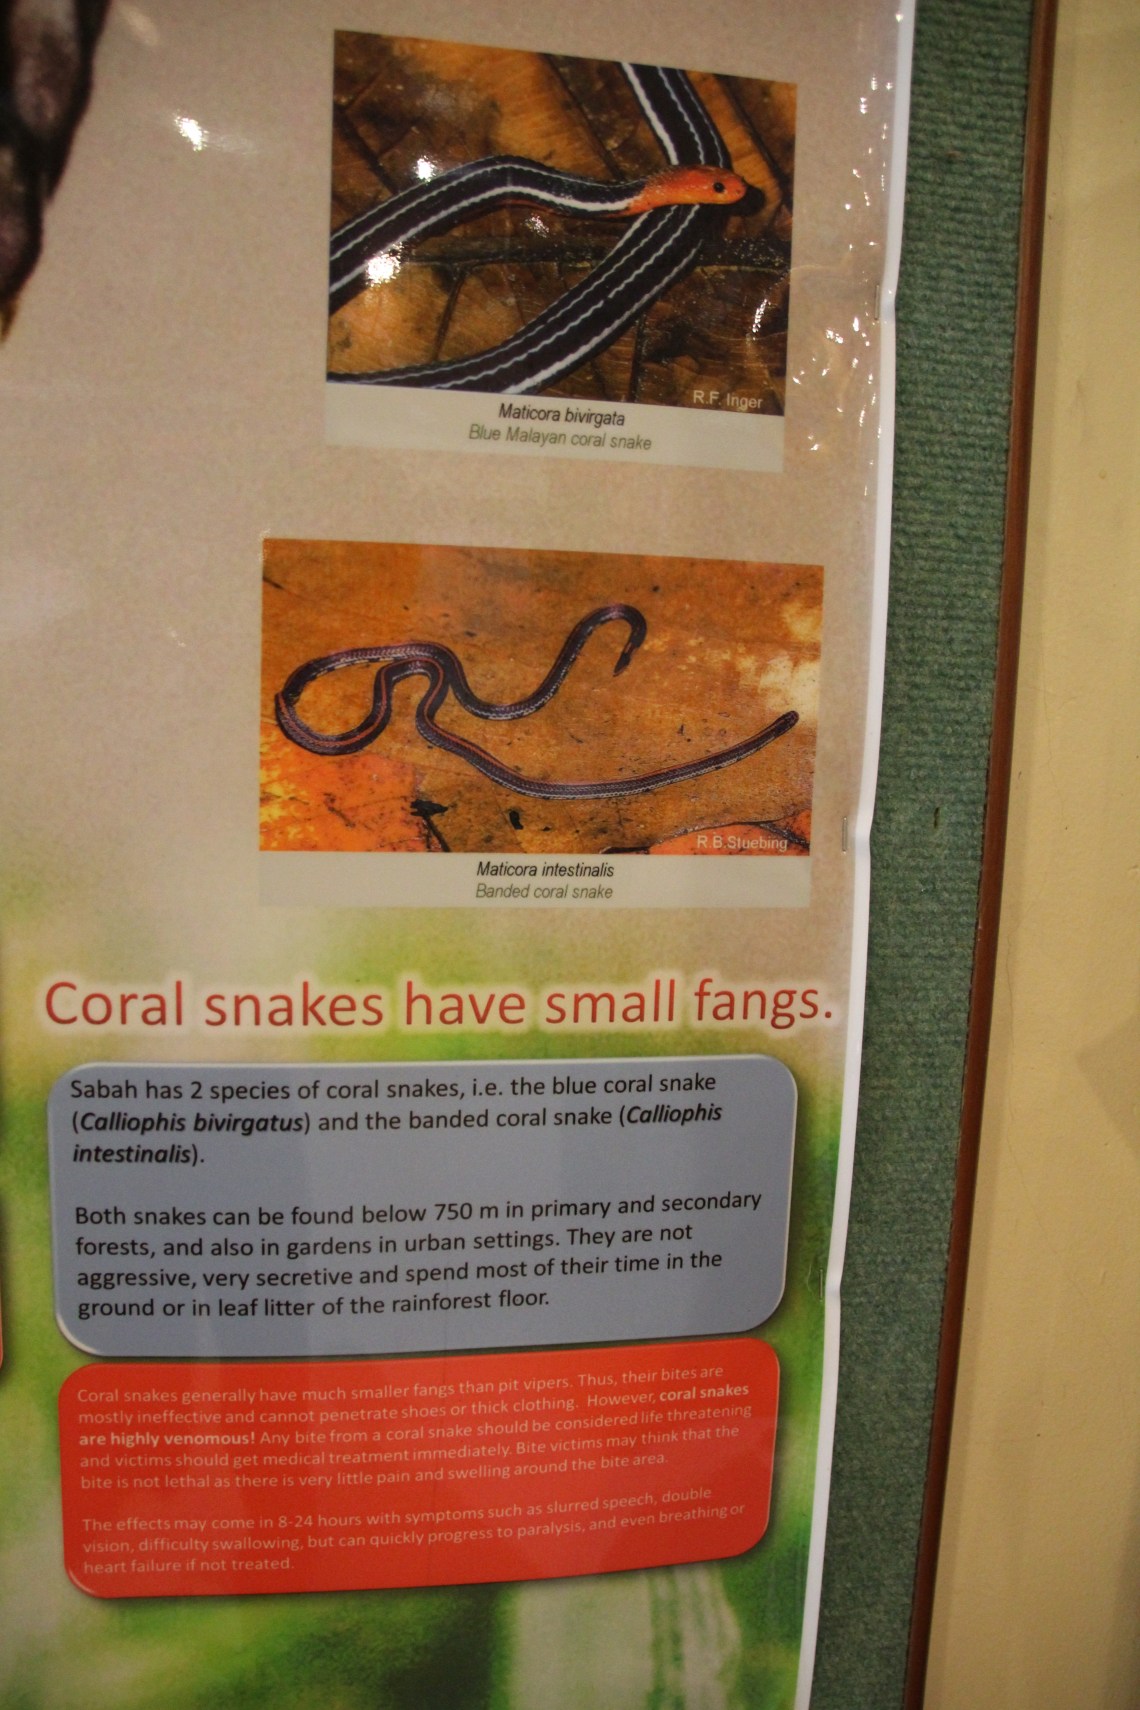 R.F. Inger
Maticora bivirgata
Blue Malayan coral snake
R.B.Stuebing
Maticora intestinalis
Banded coral snake
Coral snakes have small fangs.
Sabah has 2 species of coral snakes, i.e. the blue coral snake
(Calliophis bivirgatus) and the banded coral snake (Calliophis
intestinalis).
Both snakes can be found below 750 m in primary and secondary
forests, and also in gardens in urban settings. They are not
aggressive, very secretive and spend most of their time in the
ground or in leaf litter of the rainforest floor.
Coral snakes generally have much smaller fangs than pit vipers. Thus, their bites are
mostly ineffective and cannot penetrate shoes or thick clothing. However, coral snakes
are highly venomous! Any bite from a coral snake should be considered life threatening
and victims should get medical treatment immediately. Bite victims may think that the
bite is not lethal as there is very little pain and swelling around the bite area.
The effects may come in 8-24 hours with symptoms such as slurred speech, double
vision, difficulty swallowing, but can quickly progress to paralysis, and even breathing or
heart failure if not treated.